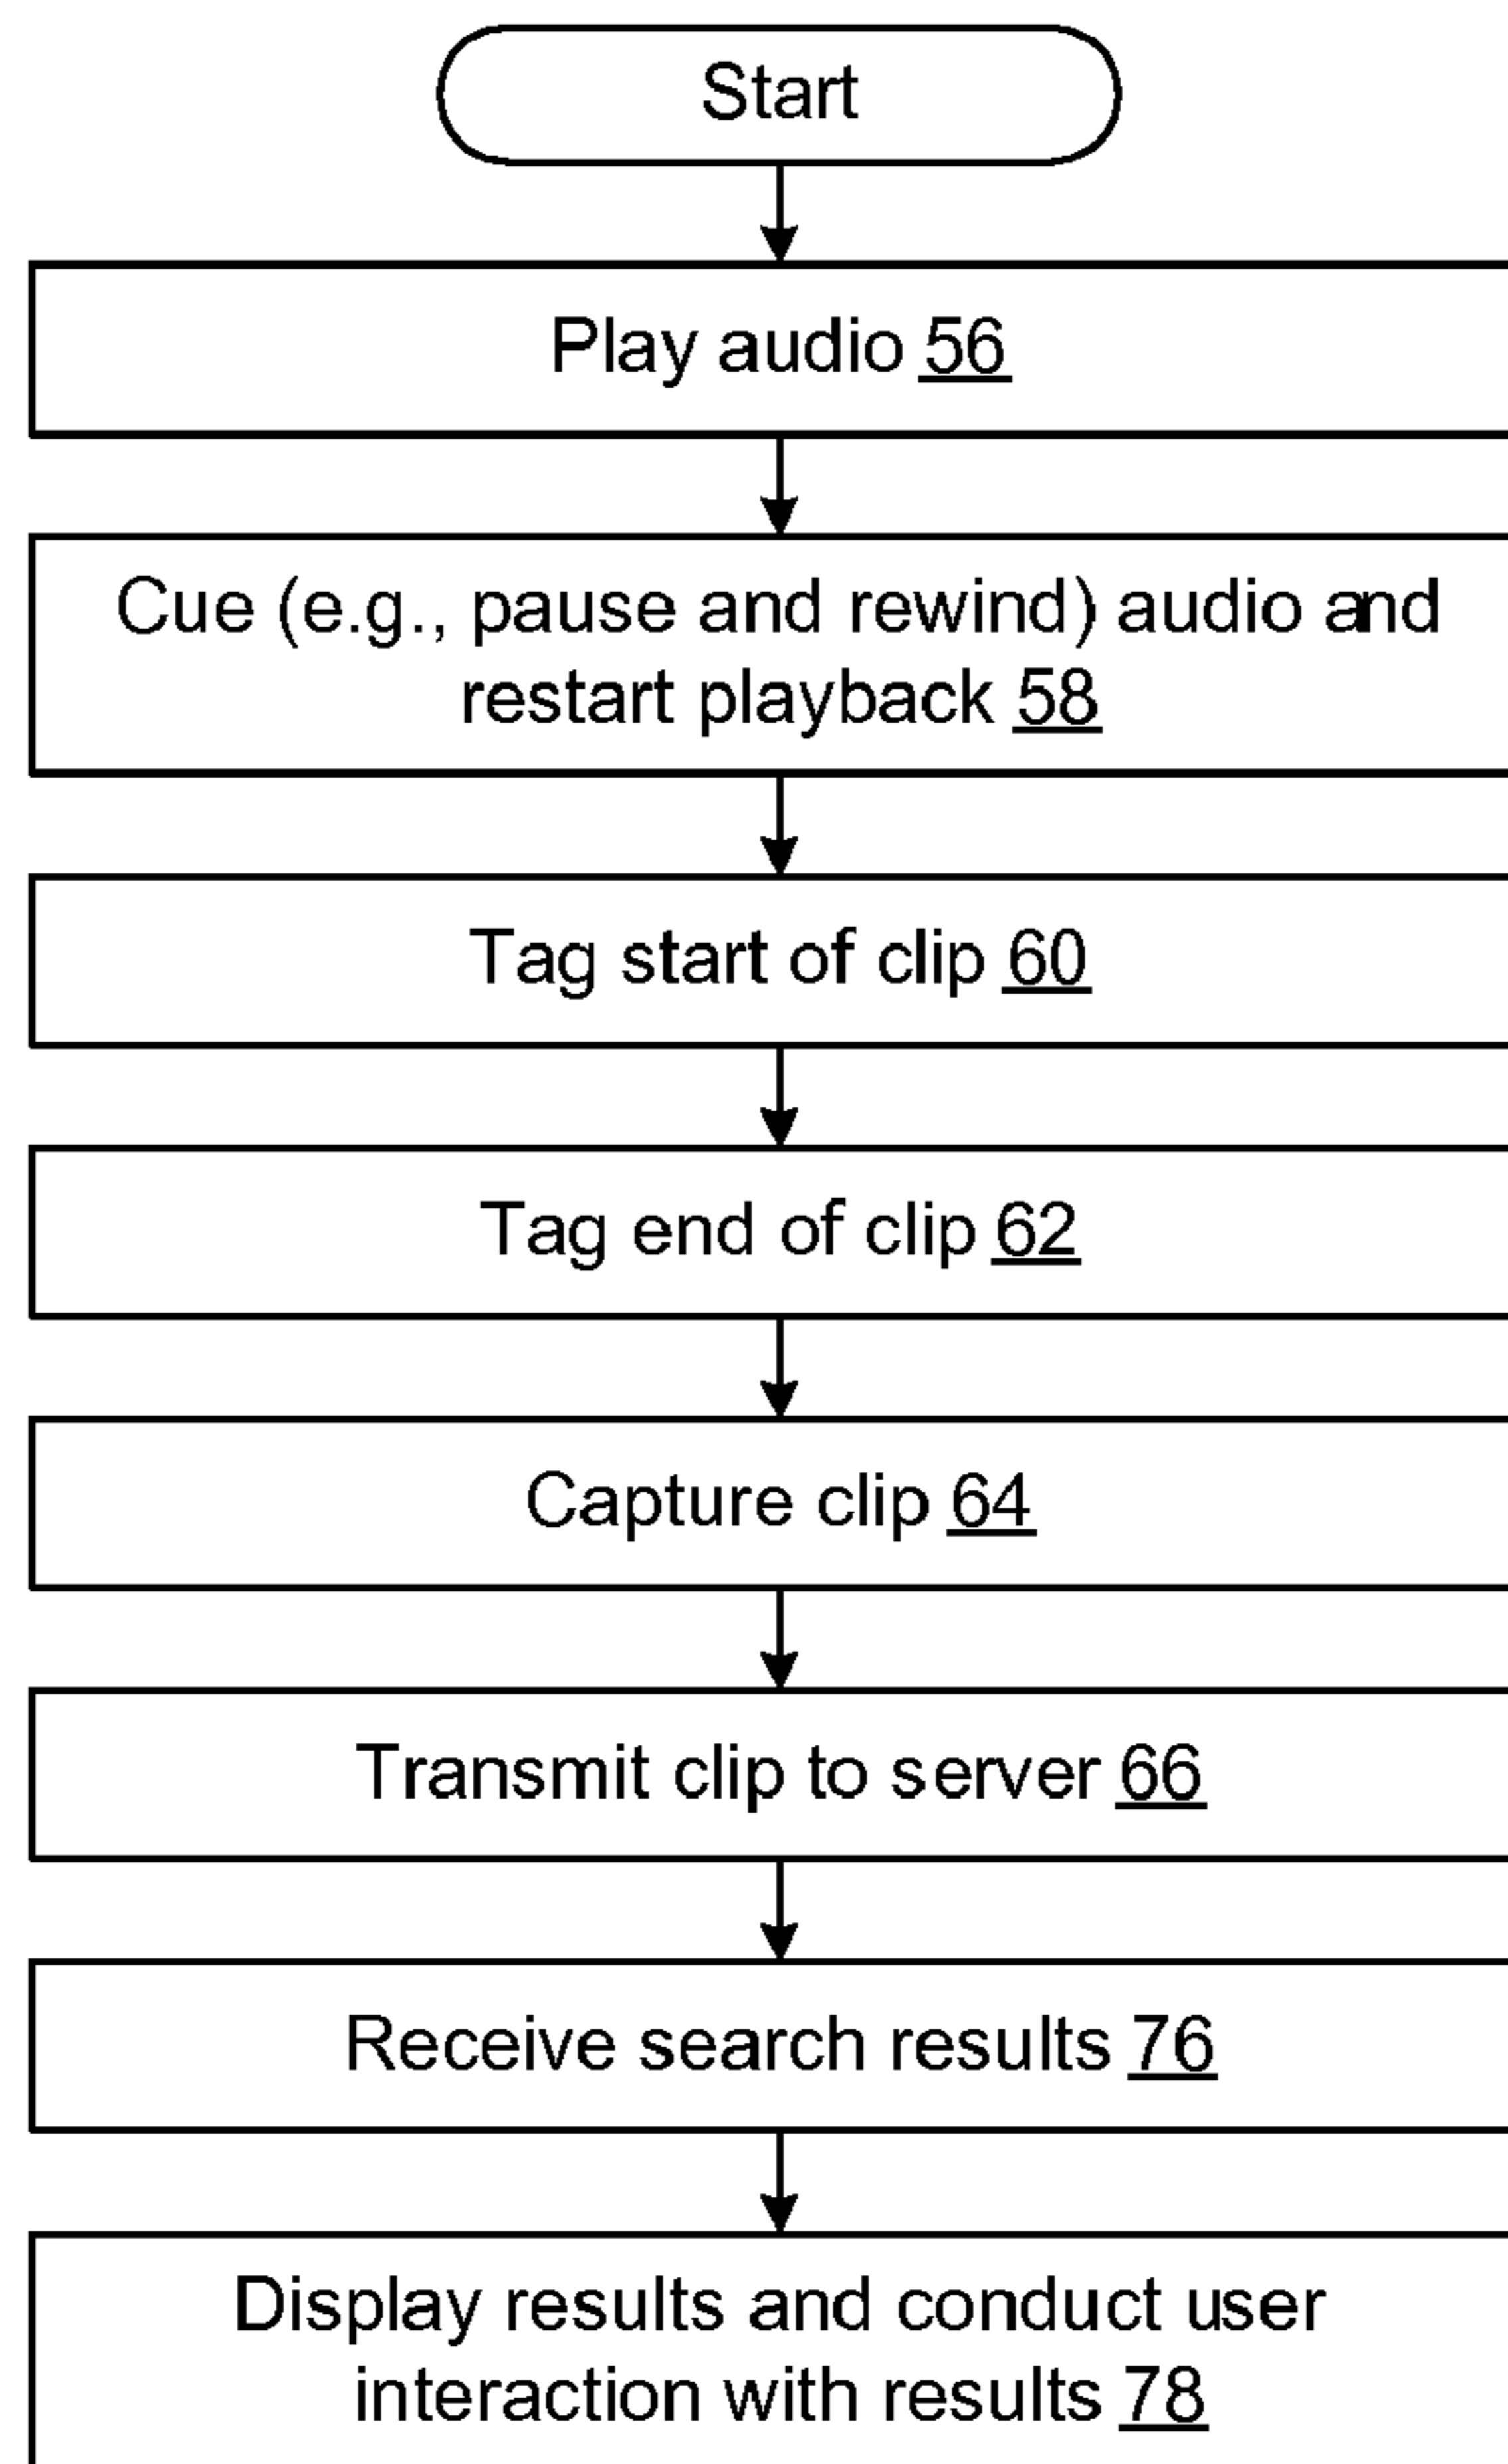 Start
Play audio 56
Cue (e.g., pause and rewind) audio and
restart playback 58
Tag start of clip 60
Tag end of clip 62
Capture clip 64
Transmit clip to server 66
Receive search results 76
Display results and conduct user
interaction with results 78